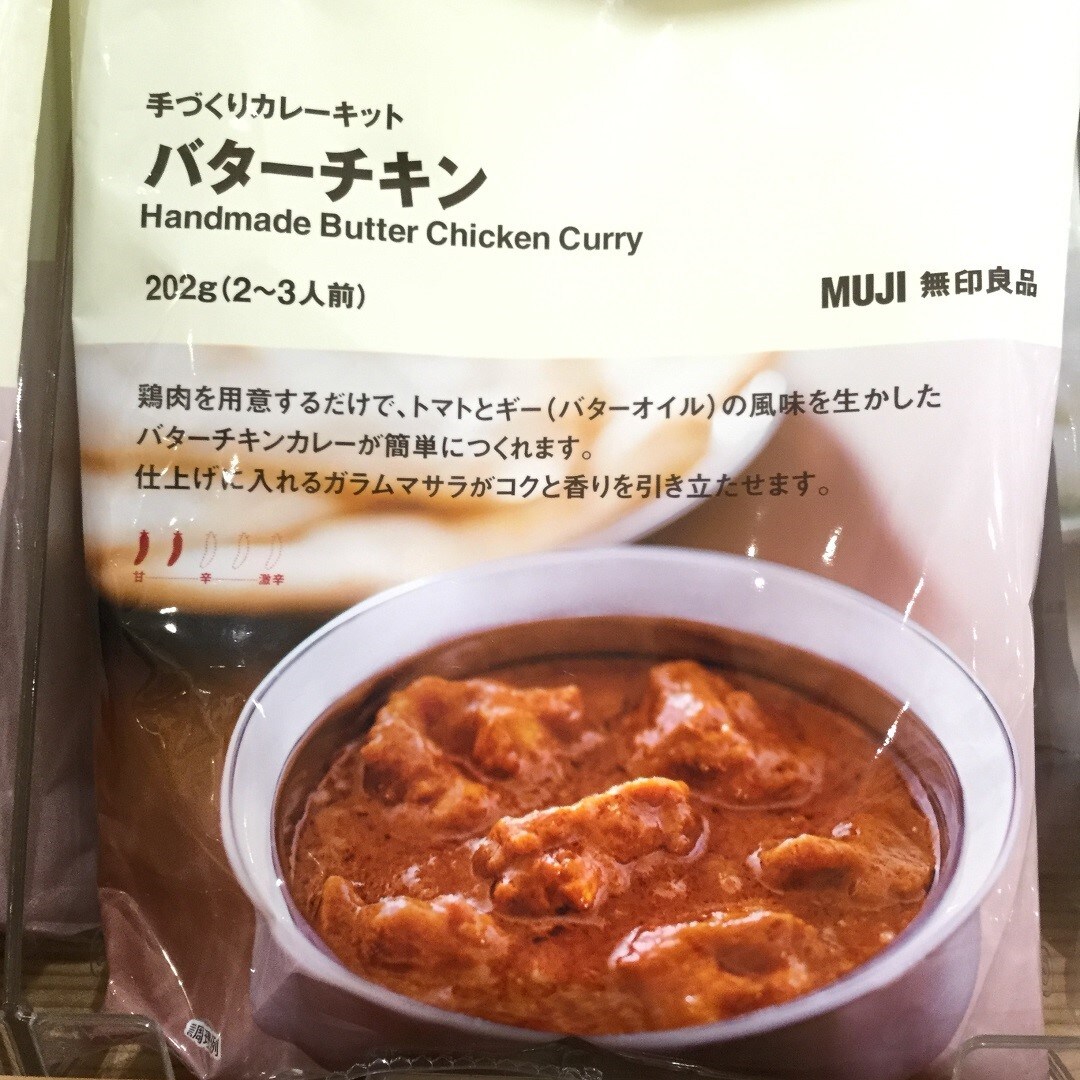 手づくりカレーキット
バターチキン
Handmade Butter Chicken Curry
202g(2〜3人前)
MUJI 無印良品
鶏肉を用意するだけで、トマトとギー(バターオイル)の風味を生かした
バターチキンカレーが簡単につくれます。
仕上げに入れるガラムマサラがコクと香りを引き立たせます。
甘 辛 激辛
調理例